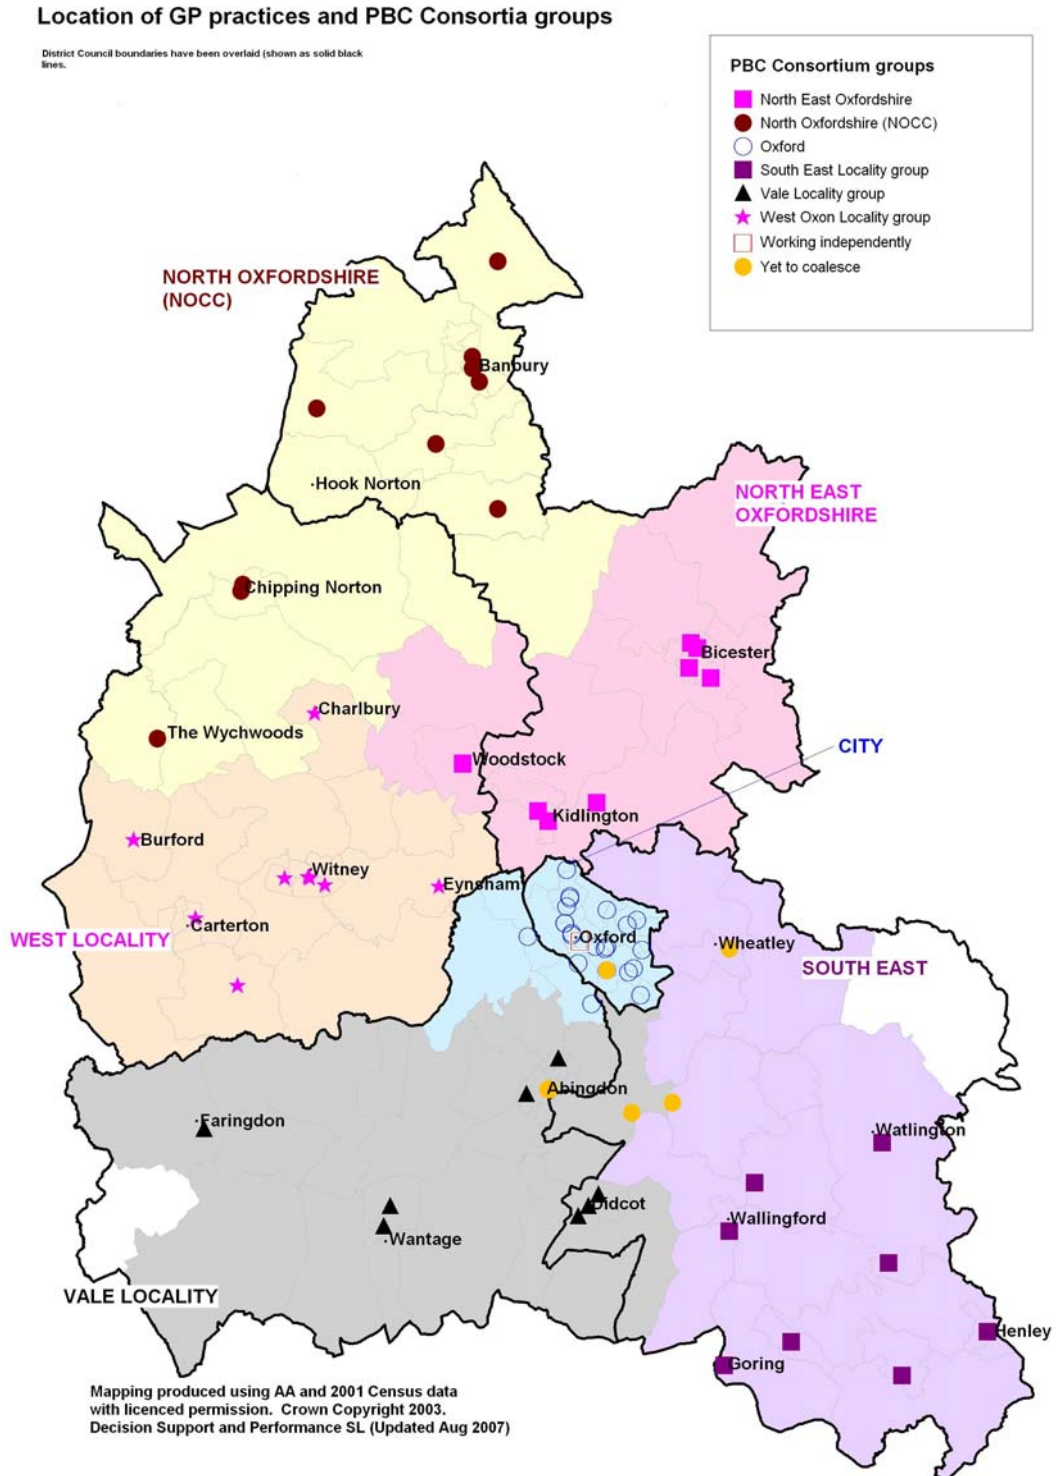 Location of GP practices and PBC Consortia groups
District Council boundaries have been overlaid (shown as solid black
lines.
PBC Consortium groups
North East Oxfordshire
North Oxfordshire (NOCC)
Oxford
South East Locality group
Vale Locality group
West Oxon Locality group
Working independently
Yet to coalesce
NORTH OXFORDSHIRE
(NOCC)
Banbury
Hook Norton
NORTH EAST
OXFORDSHIRE
Chipping Norton
Bicester
Charlbury
The Wychwoods
CITY
Woodstock
Kidlington
Burford
Witney
Eynsham
Carterton
WEST LOCALITY
Oxford
Wheatley
SOUTH EAST
Abingdon
Faringdon
Watlington
Didcot
Wallingford
Wantage
VALE LOCALITY
Henley
Goring
Mapping produced using AA and 2001 Census data
with licenced permission. Crown Copyright 2003.
Decision Support and Performance SL (Updated Aug 2007)